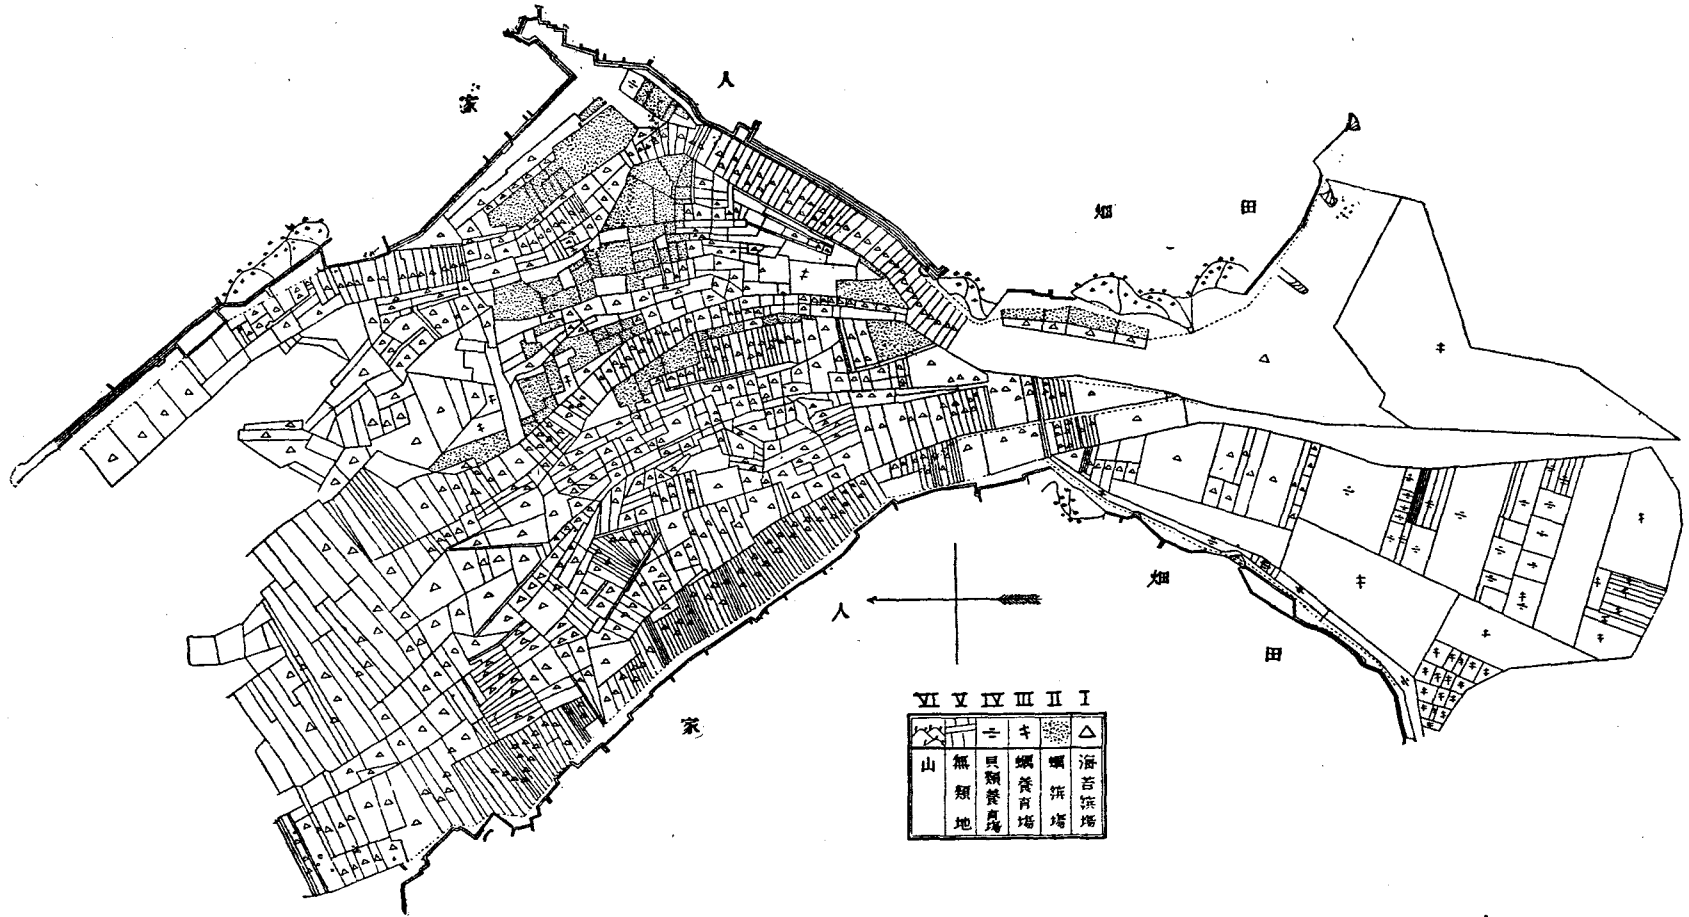 人
家
畑
田
人
家
畑
田
I
II
III
IV
V
VI
海苔篊場
蠣篊場
蠣養育場
貝類養育場
無類地
山